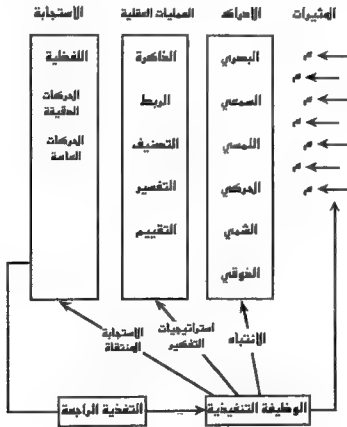 المثيرات
الادراك
العمليات العقلية
الاستجابة
م
م
م
م
م
م
م
البصري
السمعي
اللمسي
الحركي
الشمي
الذوقي
الذاكرة
الربط
التصنيف
التفسير
التقييم
اللفظية
الحركات
الدقيقة
الحركات
العامة
الانتباه
استراتيجيات
التفكير
الاستجابة
المنتقاة
الوظيفة التنفيذية
التغذية الراجعة